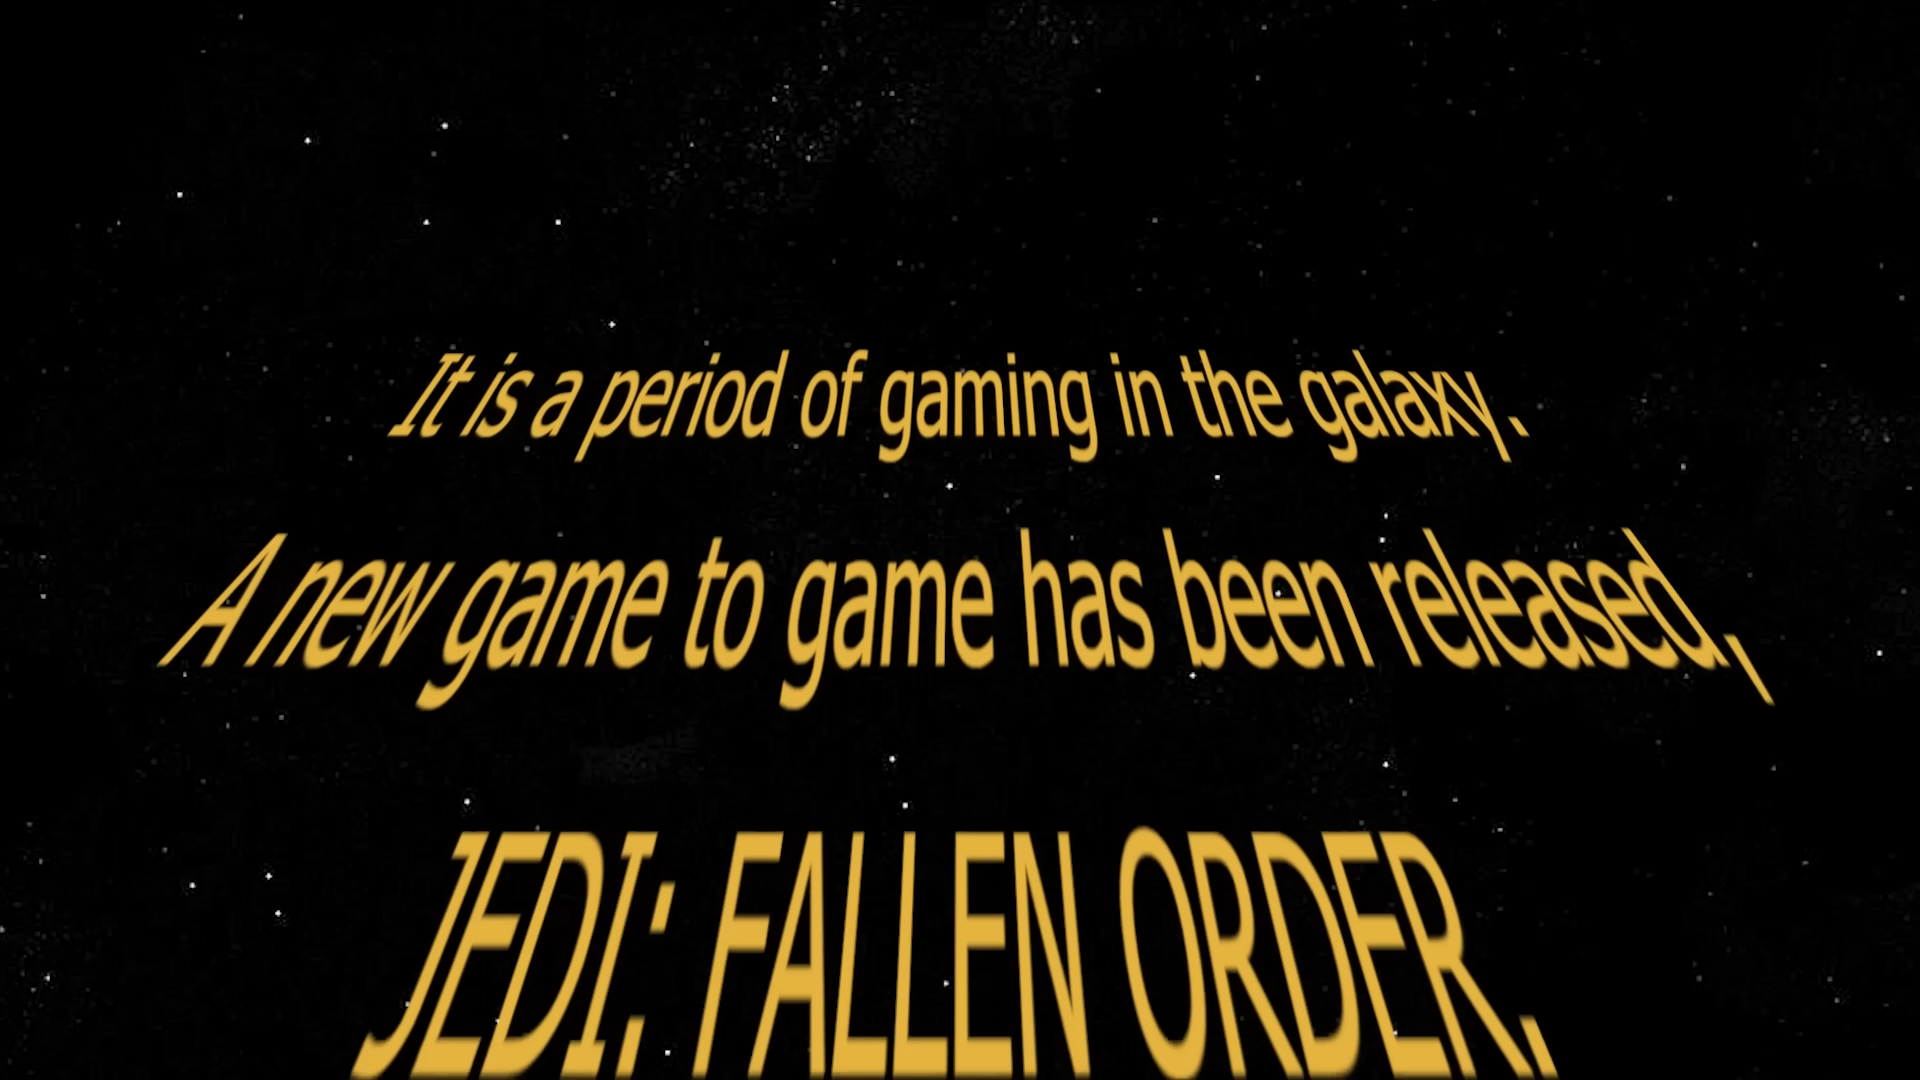 It is a period of gaming in the galaxy.
A new game to game has been released,
JEDI: FALLEN ORDER.